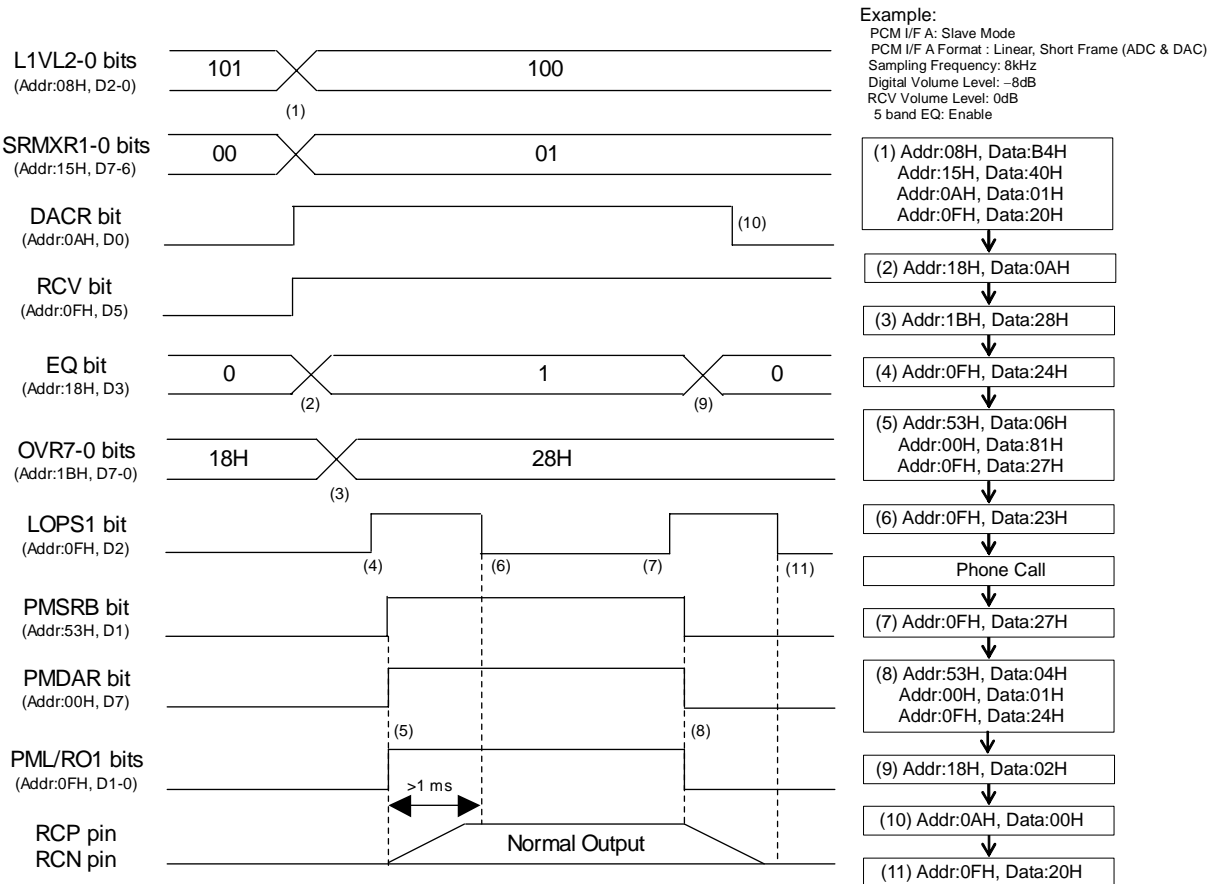 L1VL2-0 bits
(Addr:08H, D2-0)
101
100
(1)
SRMXR1-0 bits
(Addr:15H, D7-6)
00
01
DACR bit
(Addr:0AH, D0)
(10)
RCV bit
(Addr:0FH, D5)
EQ bit
(Addr:18H, D3)
0
1
0
(2)
(9)
OVR7-0 bits
(Addr:1BH, D7-0)
18H
28H
(3)
LOPS1 bit
(Addr:0FH, D2)
(4)
(6)
(7)
(11)
PMSRB bit
(Addr:53H, D1)
PMDAR bit
(Addr:00H, D7)
(5)
(8)
PML/RO1 bits
(Addr:0FH, D1-0)
>1 ms
RCP pin
RCN pin
Normal Output
Example:
PCM I/F A: Slave Mode
PCM I/F A Format : Linear, Short Frame (ADC & DAC)
Sampling Frequency: 8kHz
Digital Volume Level: −8dB
RCV Volume Level: 0dB
5 band EQ: Enable
(1) Addr:08H, Data:B4H
Addr:15H, Data:40H
Addr:0AH, Data:01H
Addr:0FH, Data:20H
(2) Addr:18H, Data:0AH
(3) Addr:1BH, Data:28H
(4) Addr:0FH, Data:24H
(5) Addr:53H, Data:06H
Addr:00H, Data:81H
Addr:0FH, Data:27H
(6) Addr:0FH, Data:23H
Phone Call
(7) Addr:0FH, Data:27H
(8) Addr:53H, Data:04H
Addr:00H, Data:01H
Addr:0FH, Data:24H
(9) Addr:18H, Data:02H
(10) Addr:0AH, Data:00H
(11) Addr:0FH, Data:20H